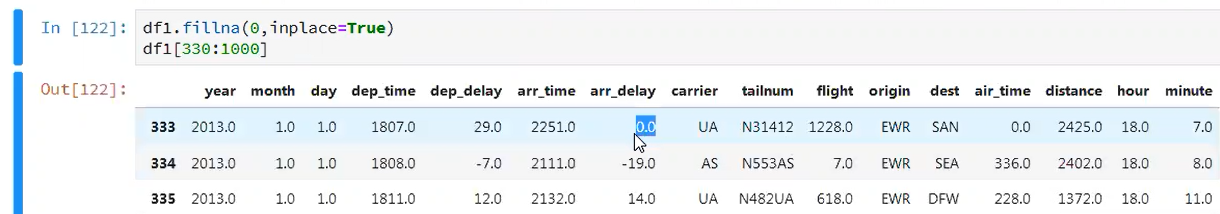 In [122]: df1.fillna(0,inplace=True)
df1[330:1000]
Out[122]:
year month day dep_time dep_delay arr_time arr_delay carrier tailnum flight origin dest air_time distance hour minute
333 2013.0 1.0 1.0 1807.0 29.0 2251.0 0.0 UA N31412 1228.0 EWR SAN 0.0 2425.0 18.0 7.0
334 2013.0 1.0 1.0 1808.0 -7.0 2111.0 -19.0 AS N553AS 7.0 EWR SEA 336.0 2402.0 18.0 8.0
335 2013.0 1.0 1.0 1811.0 12.0 2132.0 14.0 UA N482UA 618.0 EWR DFW 228.0 1372.0 18.0 11.0